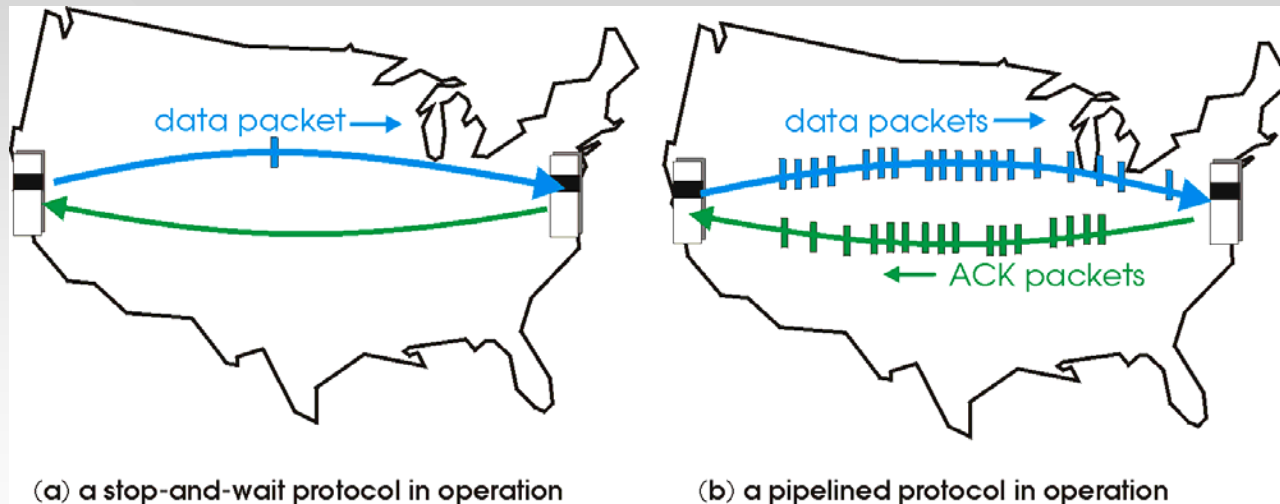 data packet
data packets
ACK packets
(a) a stop-and-wait protocol in operation
(b) a pipelined protocol in operation